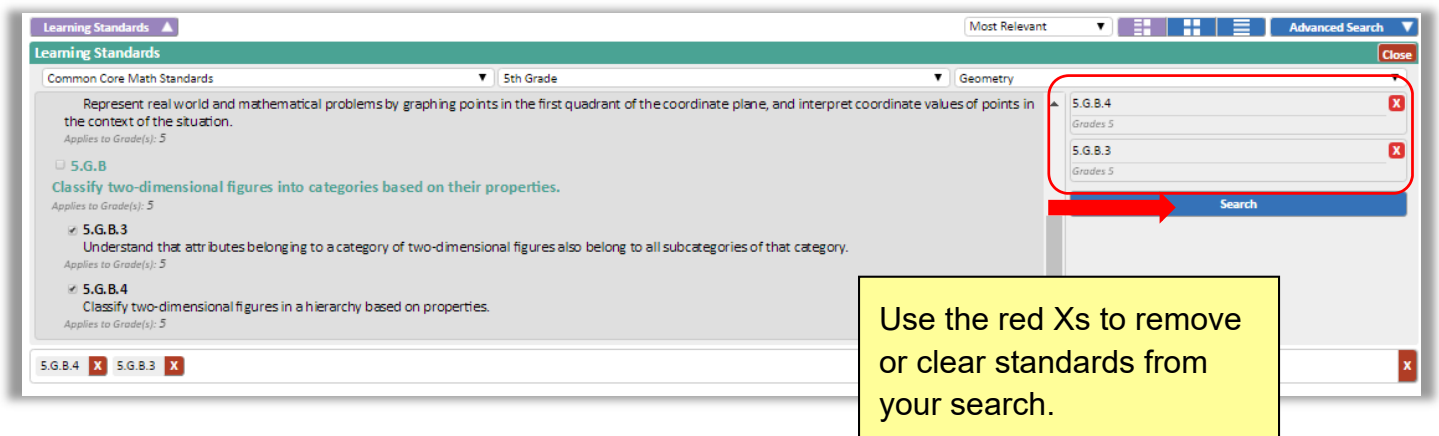 Learning Standards
Most Relevant
Advanced Search
Learning Standards
Close
Common Core Math Standards
5th Grade
Geometry
Represent real world and mathematical problems by graphing points in the first quadrant of the coordinate plane, and interpret coordinate values of points in
the context of the situation.
Applies to Grade(s): 5
5.G.B
Classify two-dimensional figures into categories based on their properties.
Applies to Grade(s): 5
5.G.B.3
Understand that attributes belonging to a category of two-dimensional figures also belong to all subcategories of that category.
Applies to Grade(s): 5
5.G.B.4
Classify two-dimensional figures in a hierarchy based on properties.
Applies to Grade(s): 5
5.G.B.4 X
Grades 5
5.G.B.3 X
Grades 5
Search
5.G.B.4 X 5.G.B.3 X X
Use the red Xs to remove
or clear standards from
your search.